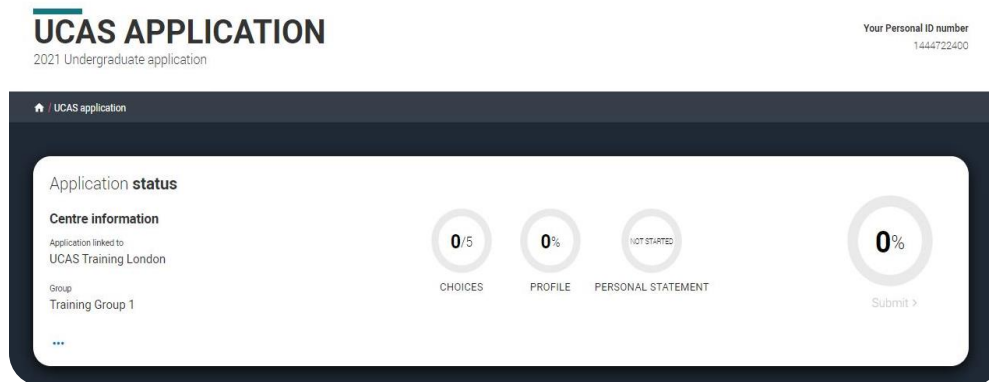 UCAS APPLICATION
2021 Undergraduate application
Your Personal ID number
1444722400
/ UCAS application
Application status
Centre information
Application linked to
UCAS Training London
Group
Training Group 1
...
0/5
CHOICES
0%
PROFILE
NOT STARTED
PERSONAL STATEMENT
0%
Submit >